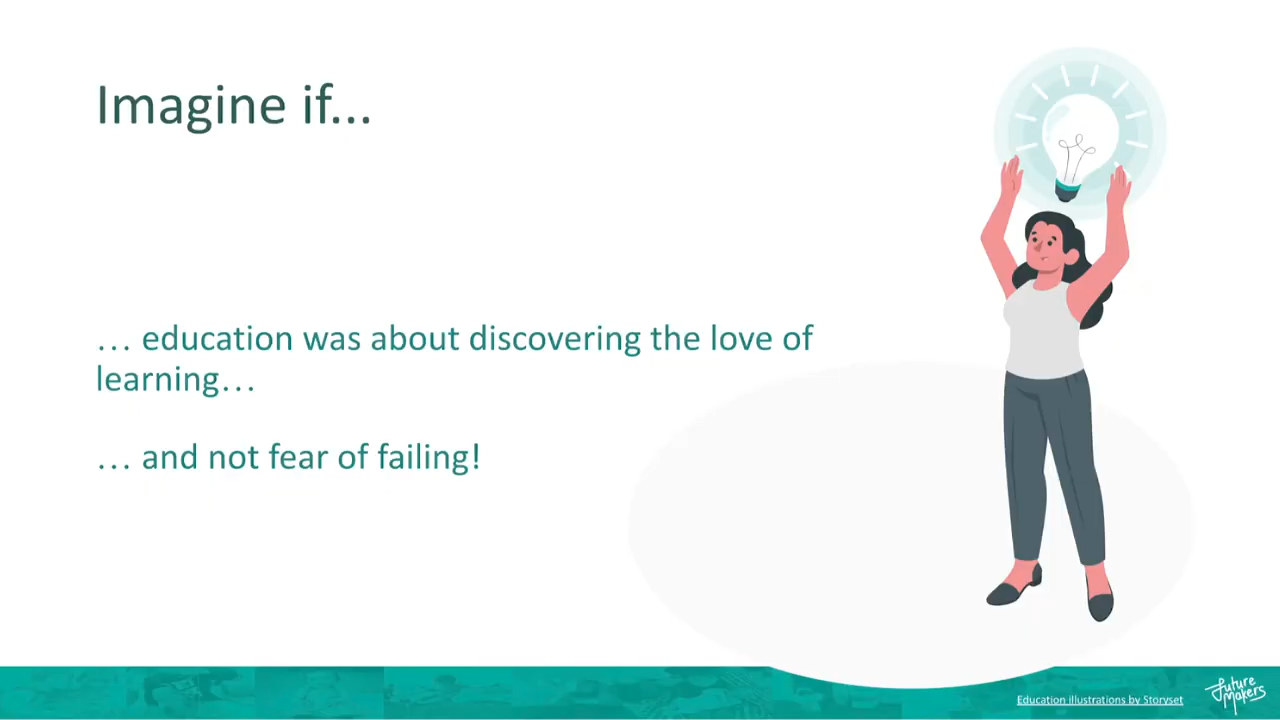 Imagine if...
… education was about discovering the love of
learning…
… and not fear of failing!
Education illustrations by Storyset
Future
Makers